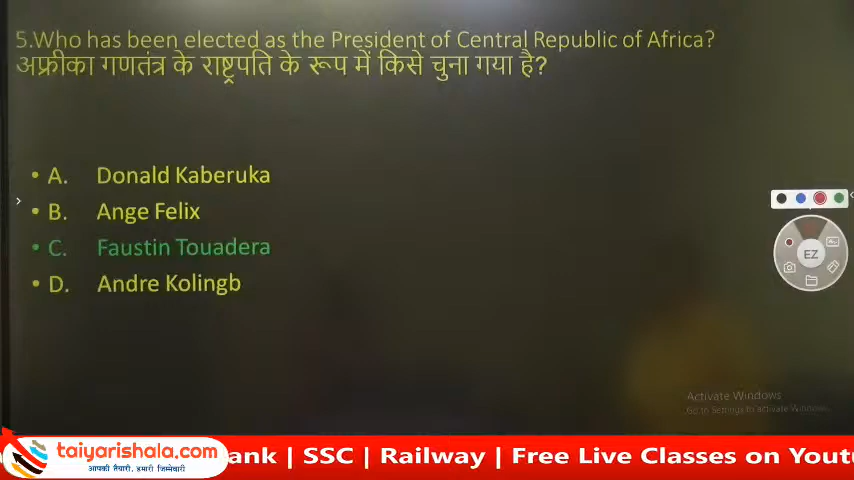 5.Who has been elected as the President of Central Republic of Africa?
अफ्रीका गणतंत्र के राष्ट्रपति के रूप में किसे चुना गया है?
• A. Donald Kaberuka
• B. Ange Felix
• C. Faustin Touadera
• D. Andre Kolingb
EZ
Activate Windows
Go to Settings to activate Windows.
taiyarishala.com
आपकी तैयारी, हमारी जिम्मेदारी
ank | SSC | Railway | Free Live Classes on Yout